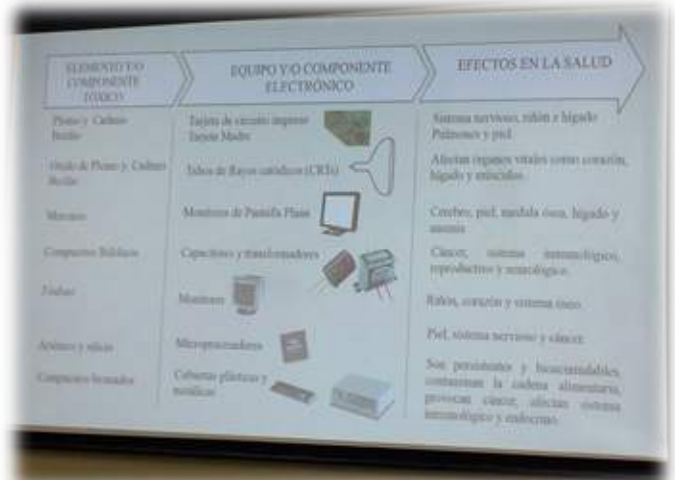 ELEMENTO Y/O
COMPONENTE
TÓXICO
EQUIPO Y/O COMPONENTE
ELECTRÓNICO
EFECTOS EN LA SALUD
Plomo y Cadmio
Berilio
Tarjeta de circuito impreso
Tarjeta Madre
Sistema nervioso, riñón e hígado
Pulmones y piel
Óxido de Plomo y Cadmio
Berilio
Tubos de Rayos catódicos (CRTs)
Afectan órganos vitales como corazón,
hígado y músculos.
Mercurio
Monitores de Pantalla Plana
Cerebro, piel, medula ósea, hígado y
anemia
Compuestos
Capacitores y transformadores
Cáncer, sistema inmunológico,
reproductivo y neurológico.
Monitores
Riñón, corazón y sistema óseo
Arsénico y silicio
Microprocesadores
Piel, sistema nervioso y cáncer
Compuestos bromados
Cubiertas plásticas y
metálicas
Son persistentes y bioacumulables,
contaminan la cadena alimentaria,
provocan cáncer, afectan sistema
inmunológico y endocrino.